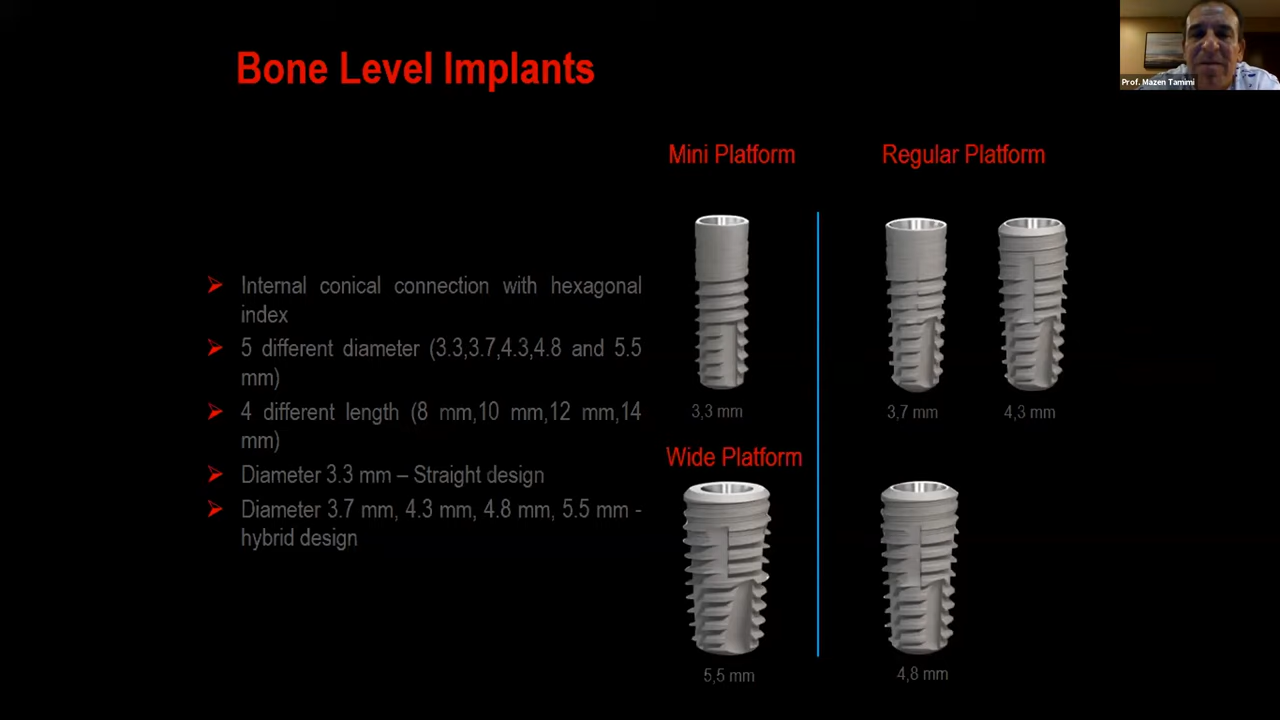 Bone Level Implants
Prof. Mazen Tamimi
Mini Platform
Regular Platform
Internal conical connection with hexagonal
index
5 different diameter (3.3,3.7,4.3,4.8 and 5.5
mm)
4 different length (8 mm,10 mm,12 mm,14
mm)
Diameter 3.3 mm – Straight design
Diameter 3.7 mm, 4.3 mm, 4.8 mm, 5.5 mm -
hybrid design
3,3 mm
3,7 mm
4,3 mm
Wide Platform
5,5 mm
4,8 mm